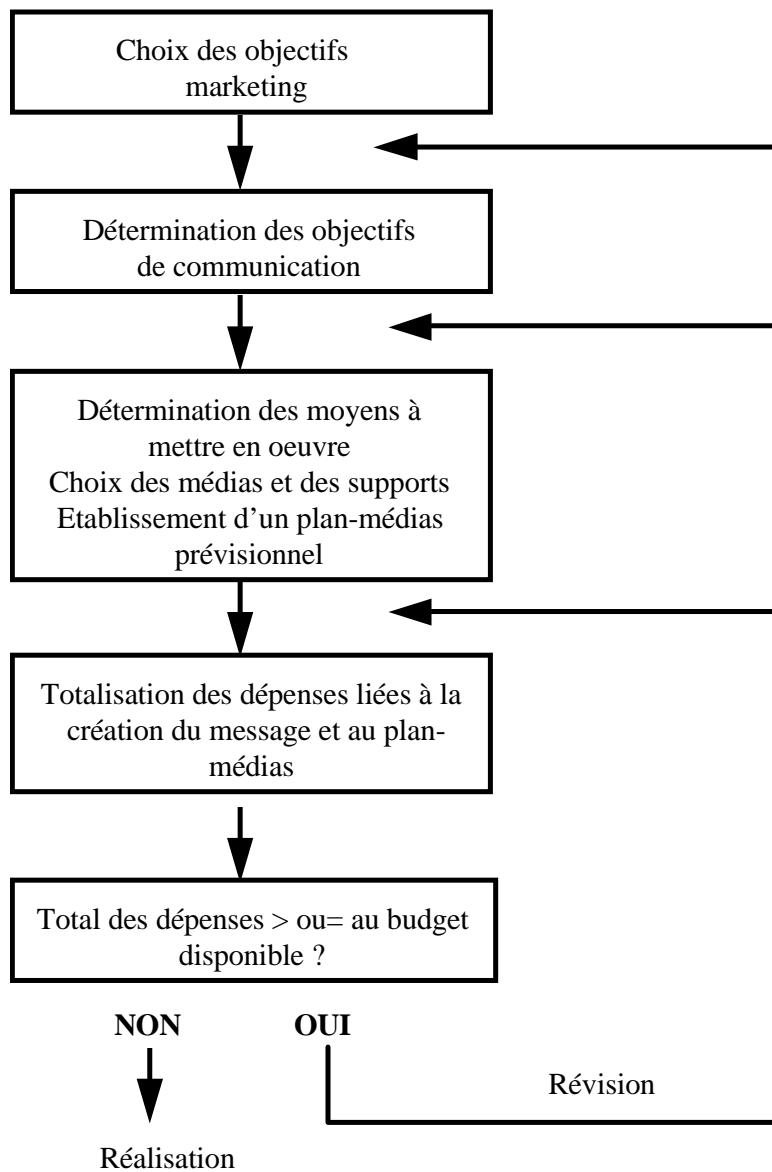 Choix des objectifs
marketing
Détermination des objectifs
de communication
Détermination des moyens à
mettre en oeuvre
Choix des médias et des supports
Etablissement d’un plan-médias
prévisionnel
Totalisation des dépenses liées à la
création du message et au plan-
médias
Total des dépenses > ou= au budget
disponible ?
NON OUI
Révision
Réalisation